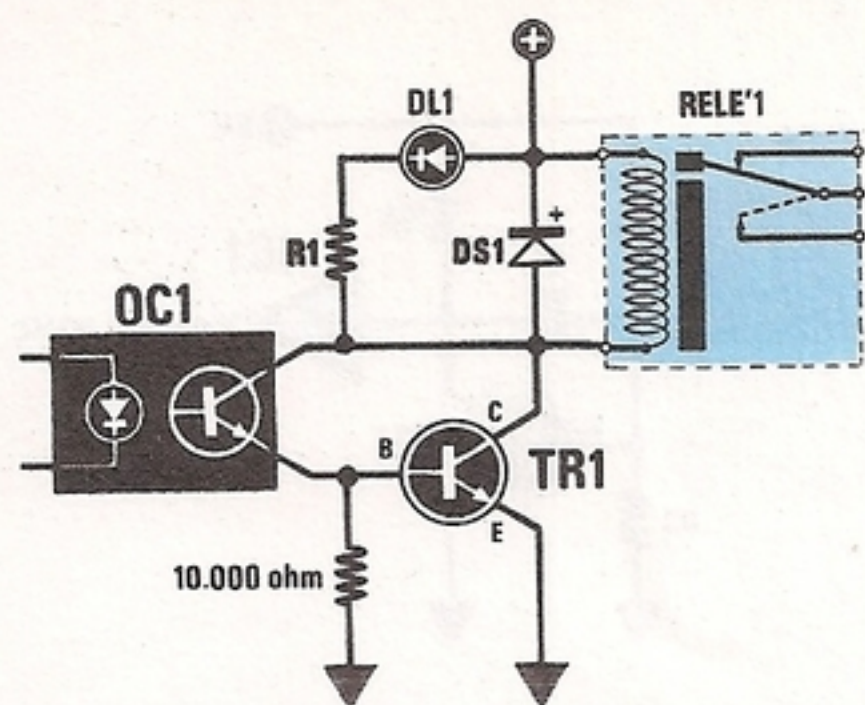 +
DL1
RELE'1
R1
DS1
+
OC1
B
C
TR1
E
10.000 ohm